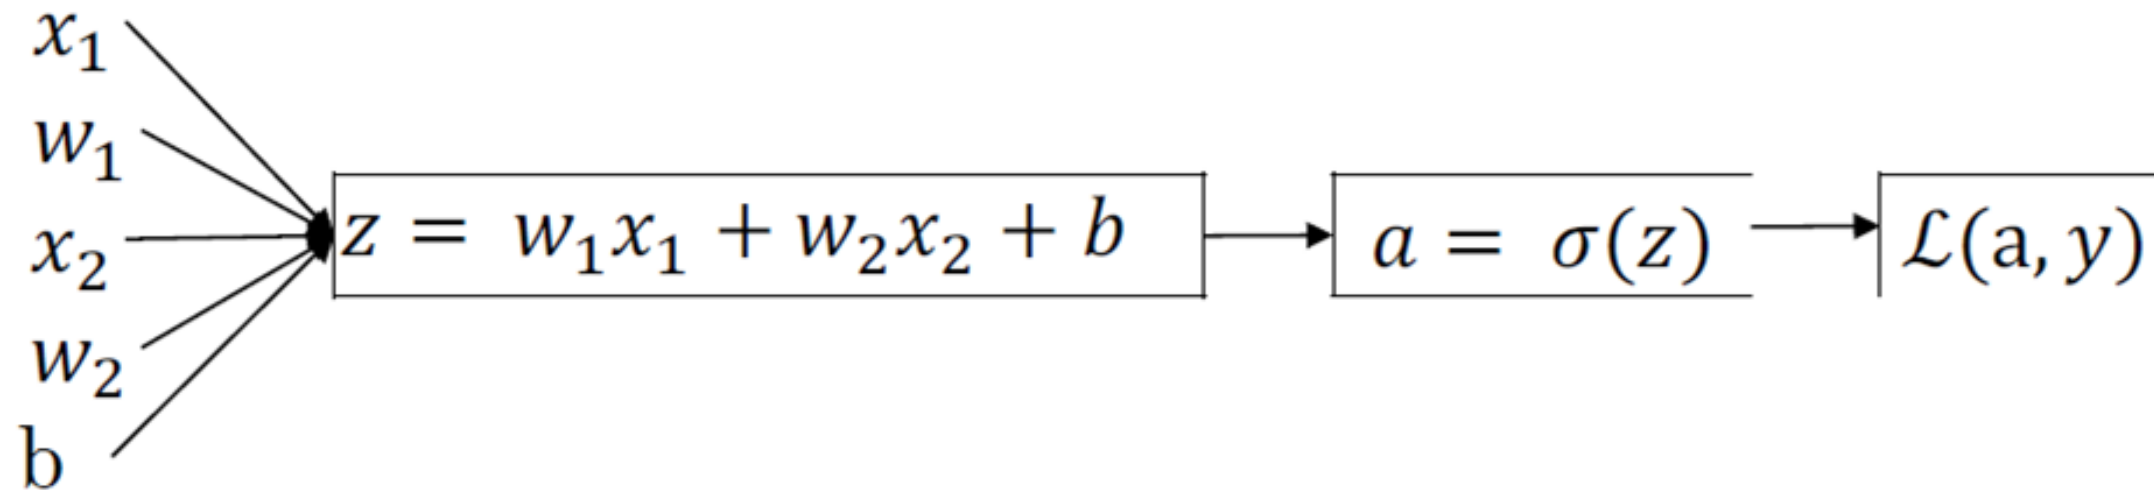 x₁
w₁
x₂
w₂
b
z = w₁x₁ + w₂x₂ + b
a = σ(z)
ℒ(a, y)